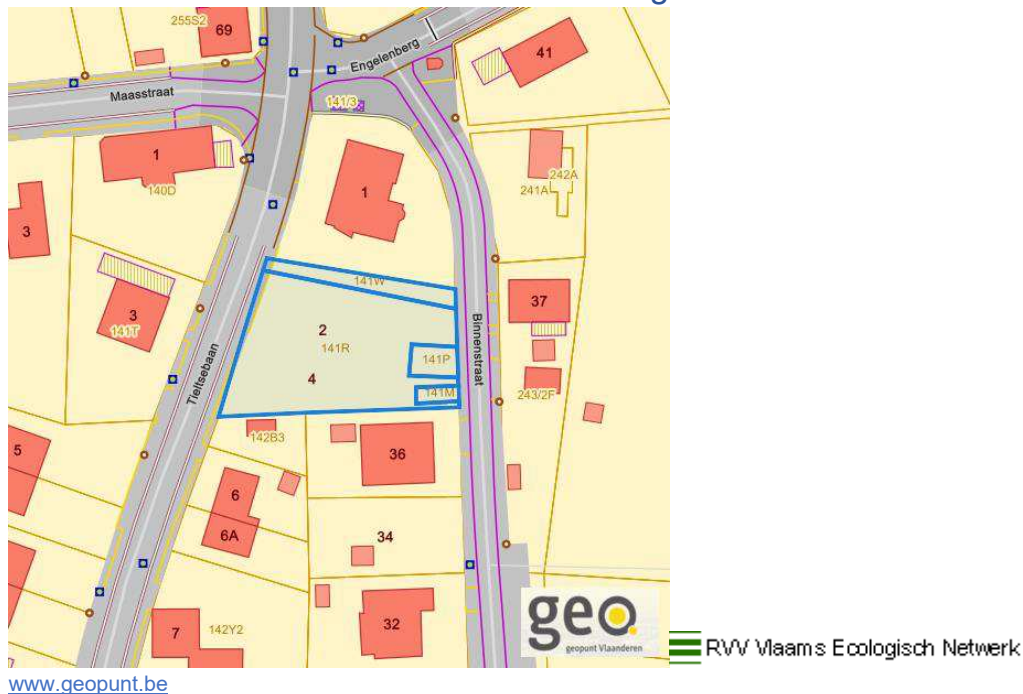 255S2
69
Engelenberg
41
Maasstraat
141/3
1
140D
1
241A
242A
3
3
141T
141W
2
141R
4
141P
141M
37
Binnenstraat
243/2F
Tieltsebaan
5
142B3
36
6
6A
34
7
142Y2
32
geo
geopunt Vlaanderen
RVV Vlaams Ecologisch Netwerk
www.geopunt.be